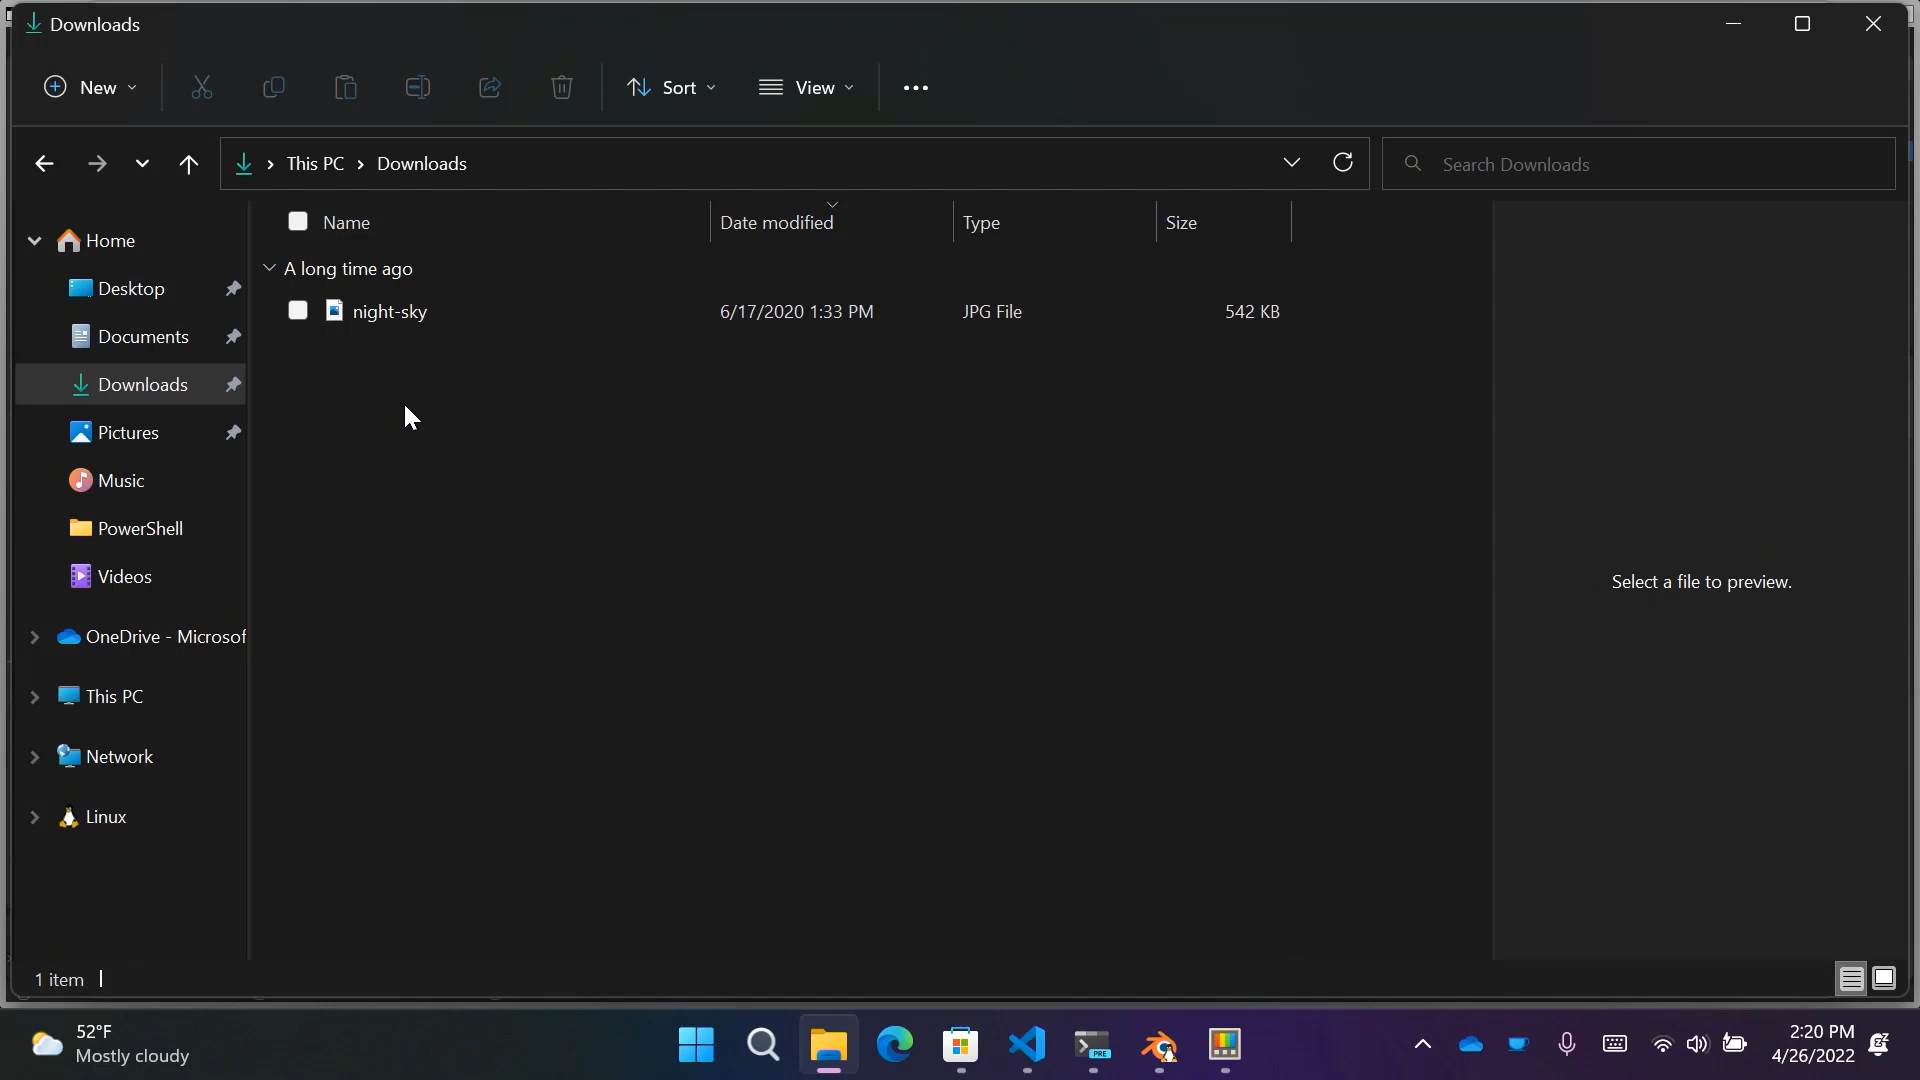 Downloads
New
Sort
View
This PC
Downloads
Search Downloads
Name
Date modified
Type
Size
A long time ago
night-sky
6/17/2020 1:33 PM
JPG File
542 KB
Home
Desktop
Documents
Downloads
Pictures
Music
PowerShell
Videos
OneDrive - Microsof
This PC
Network
Linux
Select a file to preview.
1 item
52°F
Mostly cloudy
PRE
2:20 PM
4/26/2022